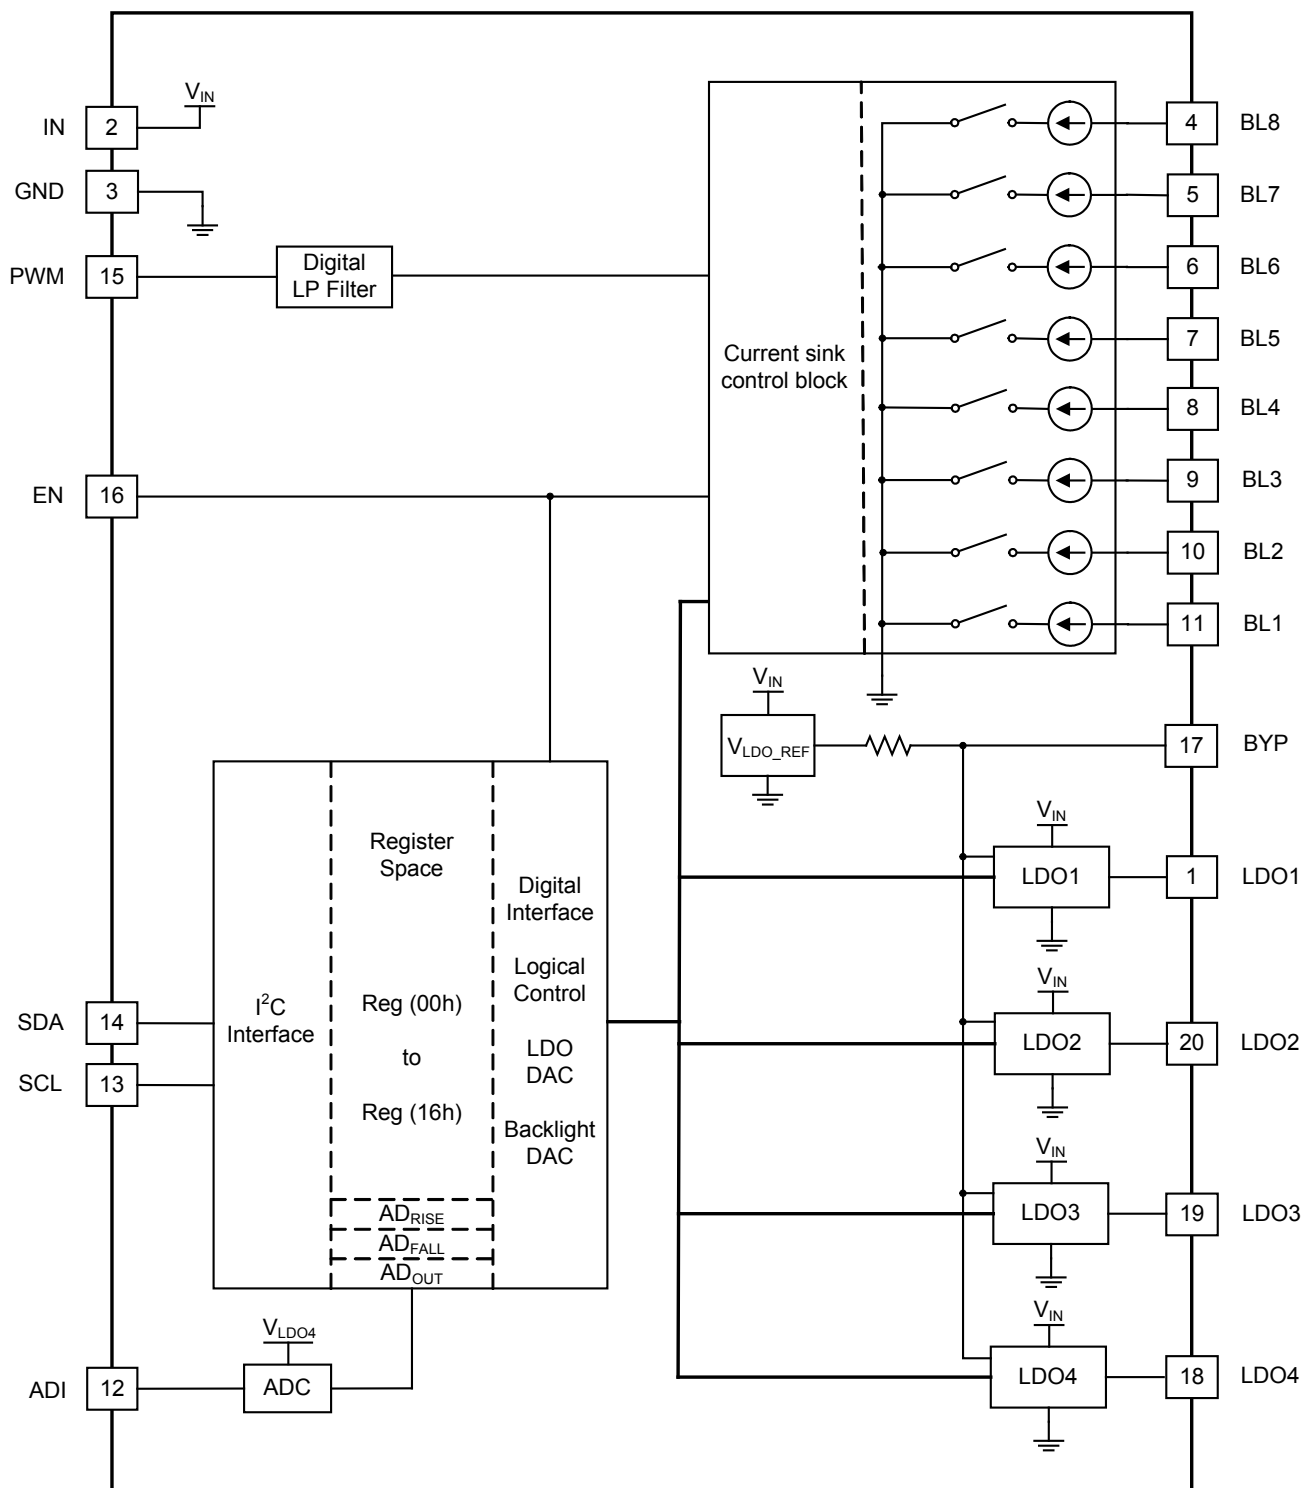 V_IN
IN 2
GND 3
PWM 15
Digital
LP Filter
EN 16
Current sink
control block
4 BL8
5 BL7
6 BL6
7 BL5
8 BL4
9 BL3
10 BL2
11 BL1
V_IN
V_LDO_REF
17 BYP
V_IN
LDO1
1 LDO1
V_IN
LDO2
20 LDO2
V_IN
LDO3
19 LDO3
V_IN
LDO4
18 LDO4
SDA 14
SCL 13
I²C
Interface
Register
Space
Reg (00h)
to
Reg (16h)
AD_RISE
AD_FALL
AD_OUT
Digital
Interface
Logical
Control
LDO
DAC
Backlight
DAC
V_LDO4
ADI 12
ADC